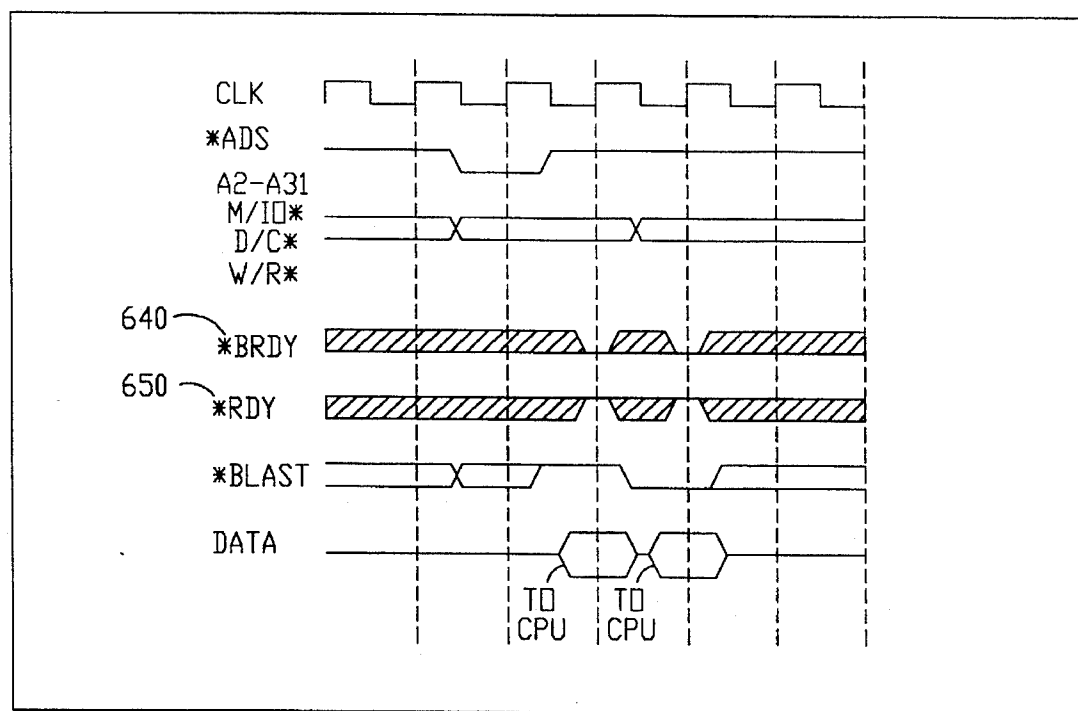 CLK
*ADS
A2-A31
M/IO*
D/C*
W/R*
640
*BRDY
650
*RDY
*BLAST
DATA
TO
CPU
TO
CPU